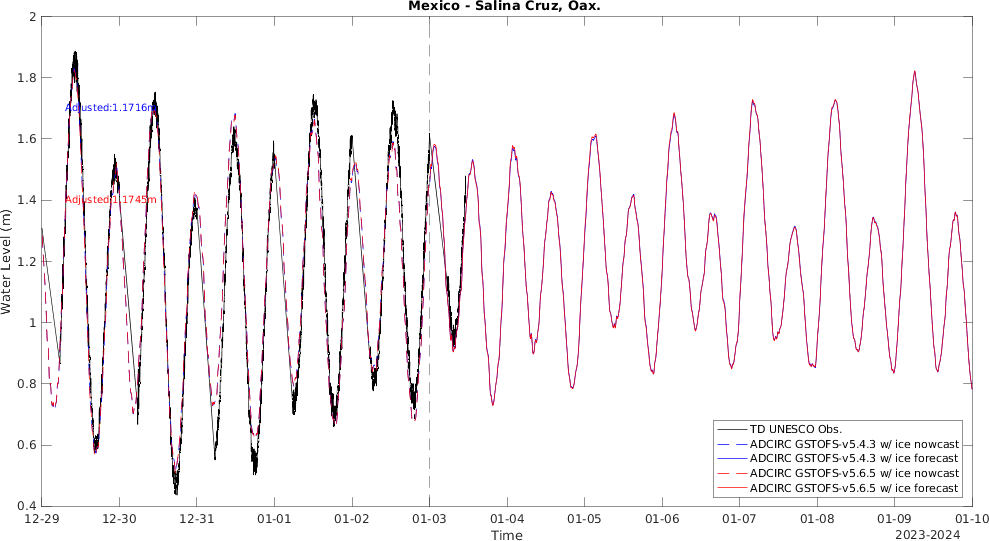 Mexico - Salina Cruz, Oax.
2
1.8
Adjusted:1.1716m
1.6
1.4
Adjusted:1.1745m
Water Level (m)
1.2
1
0.8
0.6
0.4
TD UNESCO Obs.
ADCIRC GSTOFS-v5.4.3 w/ ice nowcast
ADCIRC GSTOFS-v5.4.3 w/ ice forecast
ADCIRC GSTOFS-v5.6.5 w/ ice nowcast
ADCIRC GSTOFS-v5.6.5 w/ ice forecast
12-29 12-30 12-31 01-01 01-02 01-03 01-04 01-05 01-06 01-07 01-08 01-09 01-10
Time
2023-2024